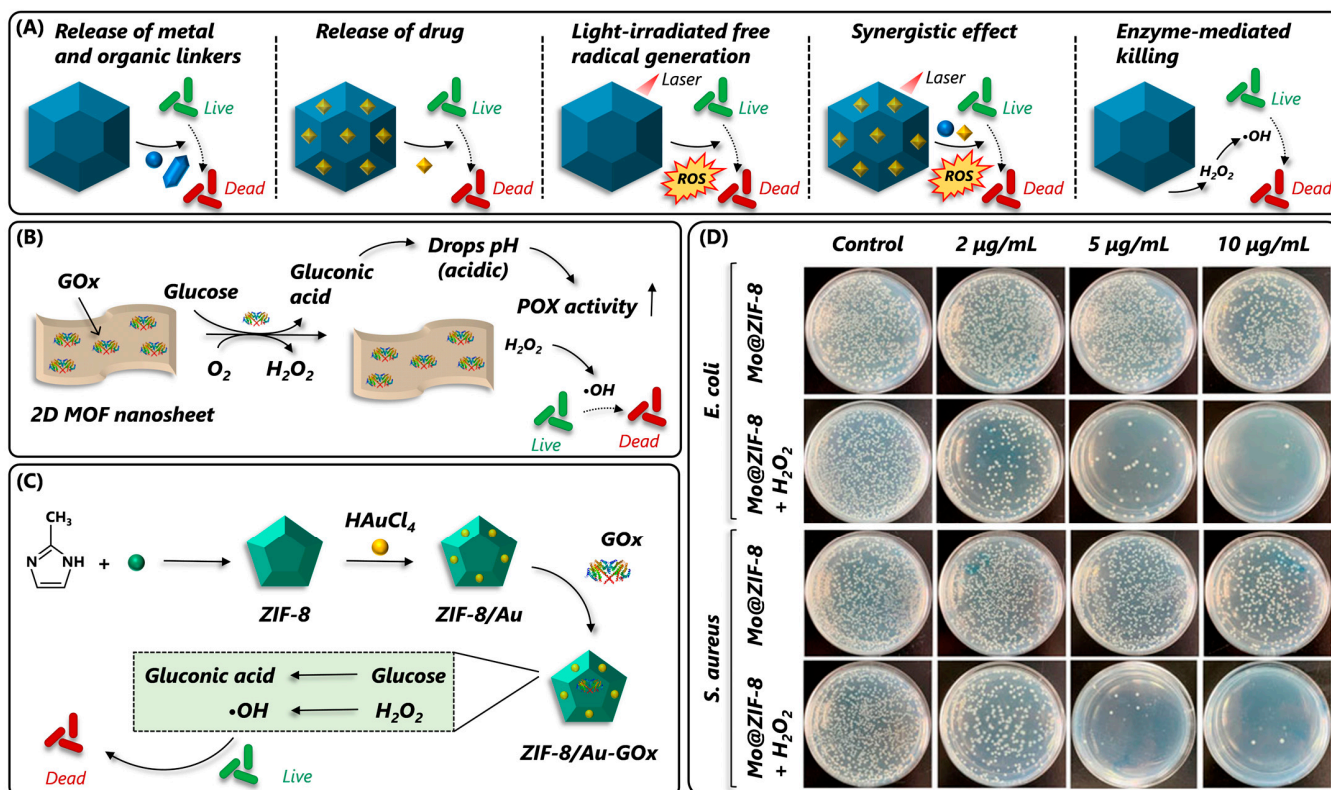 (A)
Release of metal
and organic linkers
Live
Dead
Release of drug
Live
Dead
Light-irradiated free
radical generation
Laser
Live
ROS
Dead
Synergistic effect
Laser
Live
ROS
Dead
Enzyme-mediated
killing
Live
•OH
H₂O₂
Dead
(B)
GOx
2D MOF nanosheet
Glucose
Gluconic
acid
O₂
H₂O₂
Drops pH
(acidic)
POX activity
H₂O₂
•OH
Live
Dead
(C)
CH₃
N
NH
+
HAuCl₄
GOx
ZIF-8
ZIF-8/Au
Gluconic acid
Glucose
•OH
H₂O₂
ZIF-8/Au-GOx
Dead
Live
(D)
Control
2 μg/mL
5 μg/mL
10 μg/mL
E. coli
Mo@ZIF-8
Mo@ZIF-8
+ H₂O₂
S. aureus
Mo@ZIF-8
Mo@ZIF-8
+ H₂O₂